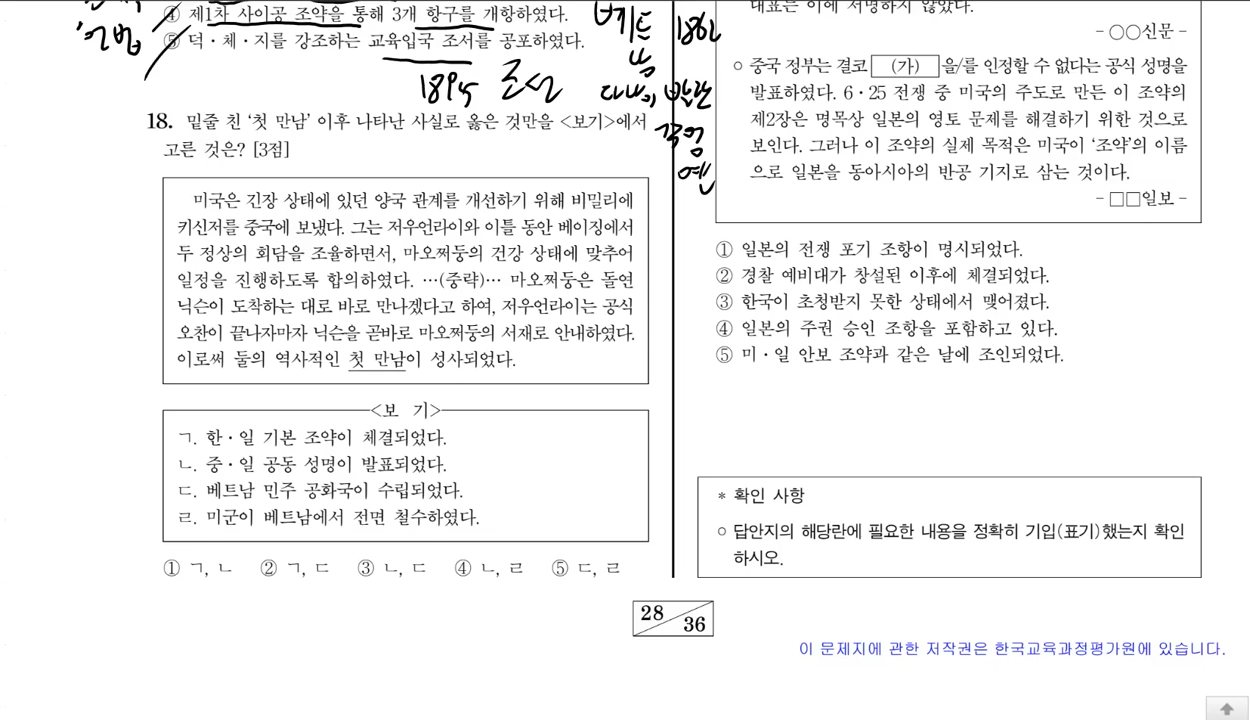 ④ 제1차 사이공 조약을 통해 3개 항구를 개항하였다.
⑤ 덕·체·지를 강조하는 교육입국 조서를 공포하였다.
1895 조선
18. 밑줄 친 ‘첫 만남’ 이후 나타난 사실로 옳은 것만을 <보기>에서
고른 것은? [3점]
미국은 긴장 상태에 있던 양국 관계를 개선하기 위해 비밀리에
키신저를 중국에 보냈다. 그는 저우언라이와 이틀 동안 베이징에서
두 정상의 회담을 조율하면서, 마오쩌둥의 건강 상태에 맞추어
일정을 진행하도록 합의하였다. …(중략)… 마오쩌둥은 돌연
닉슨이 도착하는 대로 바로 만나겠다고 하여, 저우언라이는 공식
오찬이 끝나자마자 닉슨을 곧바로 마오쩌둥의 서재로 안내하였다.
이로써 둘의 역사적인 첫 만남이 성사되었다.
<보 기>
ㄱ. 한·일 기본 조약이 체결되었다.
ㄴ. 중·일 공동 성명이 발표되었다.
ㄷ. 베트남 민주 공화국이 수립되었다.
ㄹ. 미군이 베트남에서 전면 철수하였다.
① ㄱ, ㄴ ② ㄱ, ㄷ ③ ㄴ, ㄷ ④ ㄴ, ㄹ ⑤ ㄷ, ㄹ
1862
대표는 이에 서명하지 않았다.
- ○○신문 -
○ 중국 정부는 결코 (가) 을/를 인정할 수 없다는 공식 성명을
발표하였다. 6·25 전쟁 중 미국의 주도로 만든 이 조약의
제2장은 명목상 일본의 영토 문제를 해결하기 위한 것으로
보인다. 그러나 이 조약의 실제 목적은 미국이 ‘조약’의 이름
으로 일본을 동아시아의 반공 기지로 삼는 것이다.
- □□일보 -
① 일본의 전쟁 포기 조항이 명시되었다.
② 경찰 예비대가 창설된 이후에 체결되었다.
③ 한국이 초청받지 못한 상태에서 맺어졌다.
④ 일본의 주권 승인 조항을 포함하고 있다.
⑤ 미·일 안보 조약과 같은 날에 조인되었다.
* 확인 사항
○ 답안지의 해당란에 필요한 내용을 정확히 기입(표기)했는지 확인
하시오.
28
36
이 문제지에 관한 저작권은 한국교육과정평가원에 있습니다.